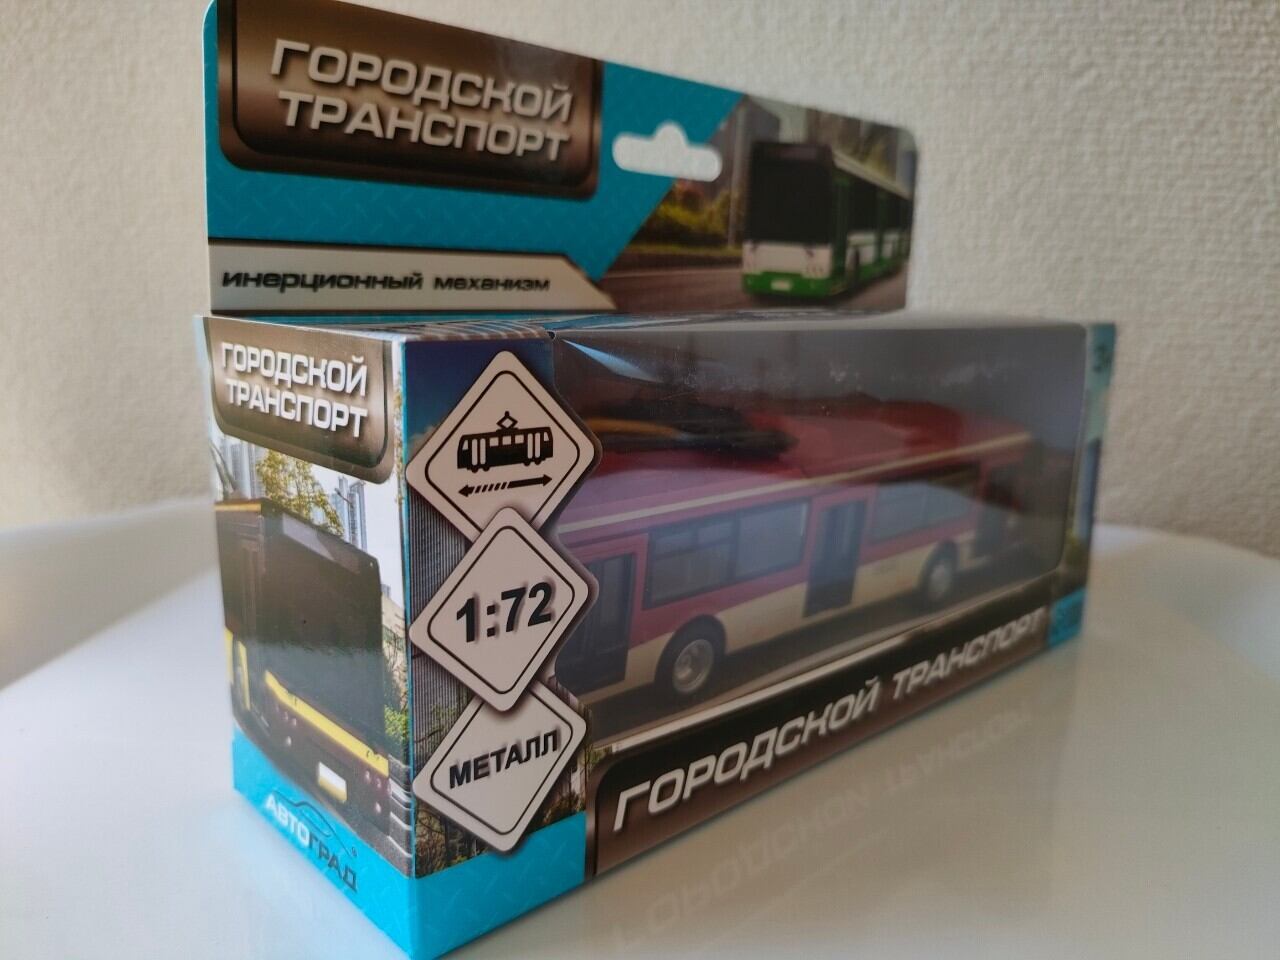 ГОРОДСКОЙ
ТРАНСПОРТ
инерционный механизм
ГОРОДСКОЙ
ТРАНСПОРТ
1:72
МЕТАЛЛ
ГОРОДСКОЙ ТРАНСПОРТ
АВТОГРАД
3+